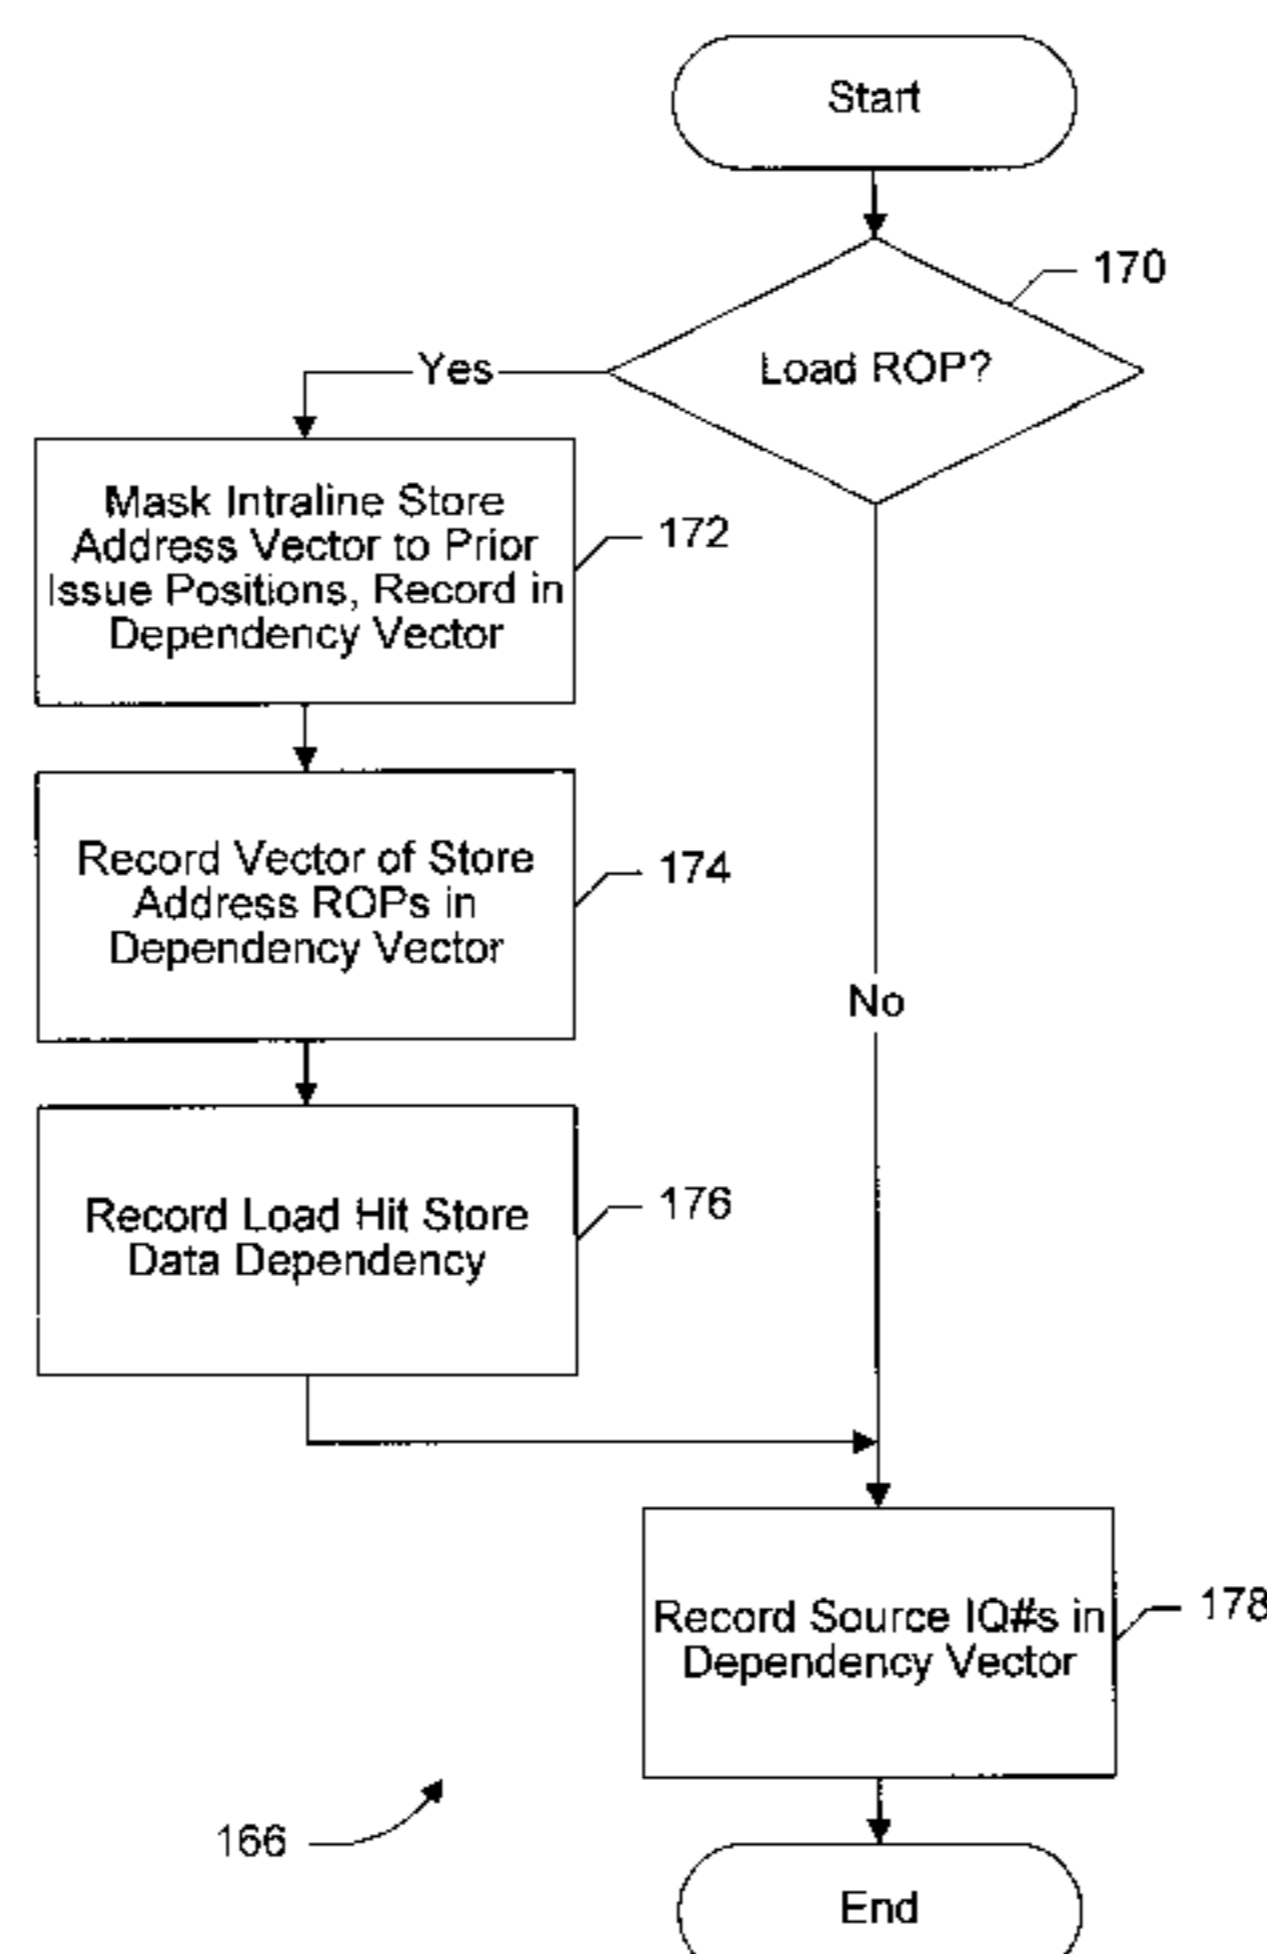 Start
170
Load ROP?
Yes
Mask Intraline Store
Address Vector to Prior
Issue Positions, Record in
Dependency Vector
172
Record Vector of Store
Address ROPs in
Dependency Vector
174
No
Record Load Hit Store
Data Dependency
176
Record Source IQ#s in
Dependency Vector
178
166
End